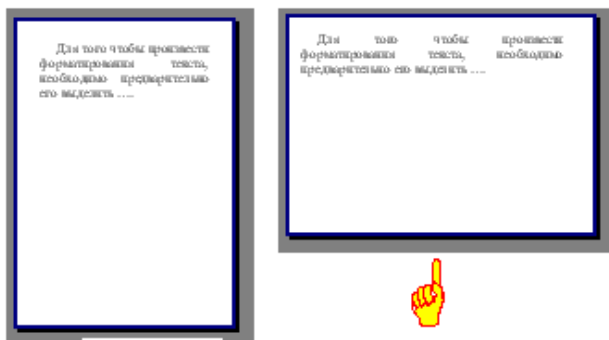 Для того чтобы произвести
форматирования текста,
необходимо предварительно
его выделить ….
Для того чтобы произвести
форматирования текста, необходимо
предварительно его выделить ….